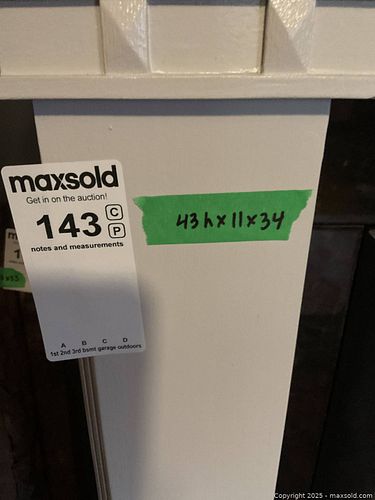 maxsold
Get in on the auction!
143 C
P
notes and measurements
43h x 11 x 34
A B C D
1st 2nd 3rd bsmt garage outdoors
Copyright 2025 - maxsold.com